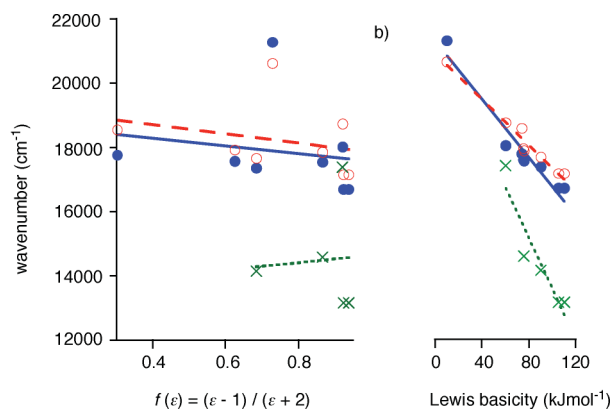 22000
b)
20000
18000
16000
14000
12000
wavenumber (cm⁻¹)
0.4 0.6 0.8
f (ε) = (ε - 1) / (ε + 2)
0 40 80 120
Lewis basicity (kJmol⁻¹)